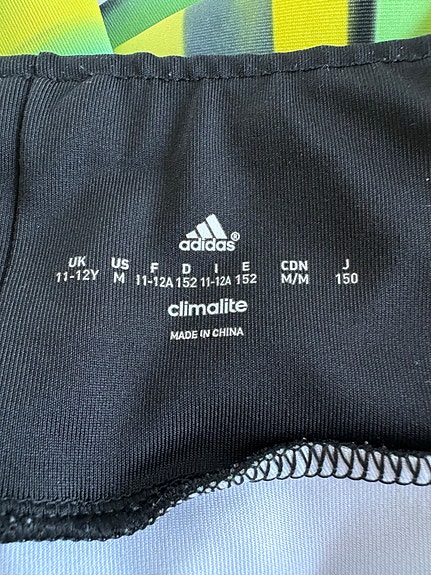 adidas®
UK US F D I E CDN J
11-12Y M 11-12A 152 11-12A 152 M/M 150
climalite
MADE IN CHINA